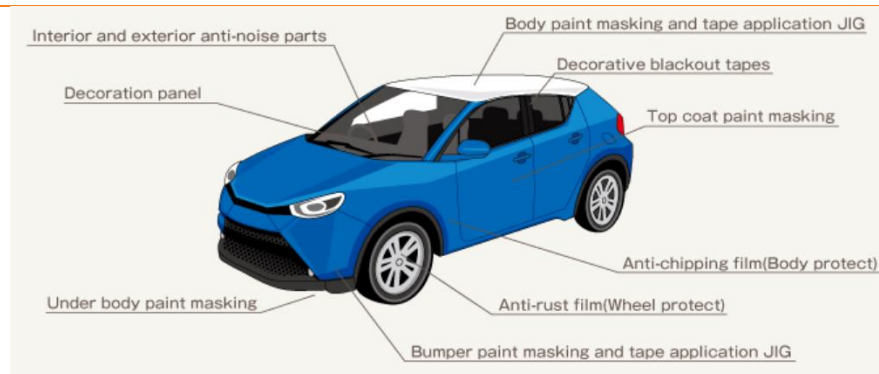 Body paint masking and tape application JIG
Interior and exterior anti-noise parts
Decorative blackout tapes
Decoration panel
Top coat paint masking
Anti-chipping film(Body protect)
Under body paint masking
Anti-rust film(Wheel protect)
Bumper paint masking and tape application JIG